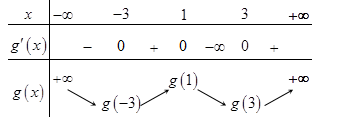 x −∞ −3 1 3 +∞
g'(x) − 0 + 0 −∞ 0 +
g(x) +∞ g(−3) g(1) g(3) +∞